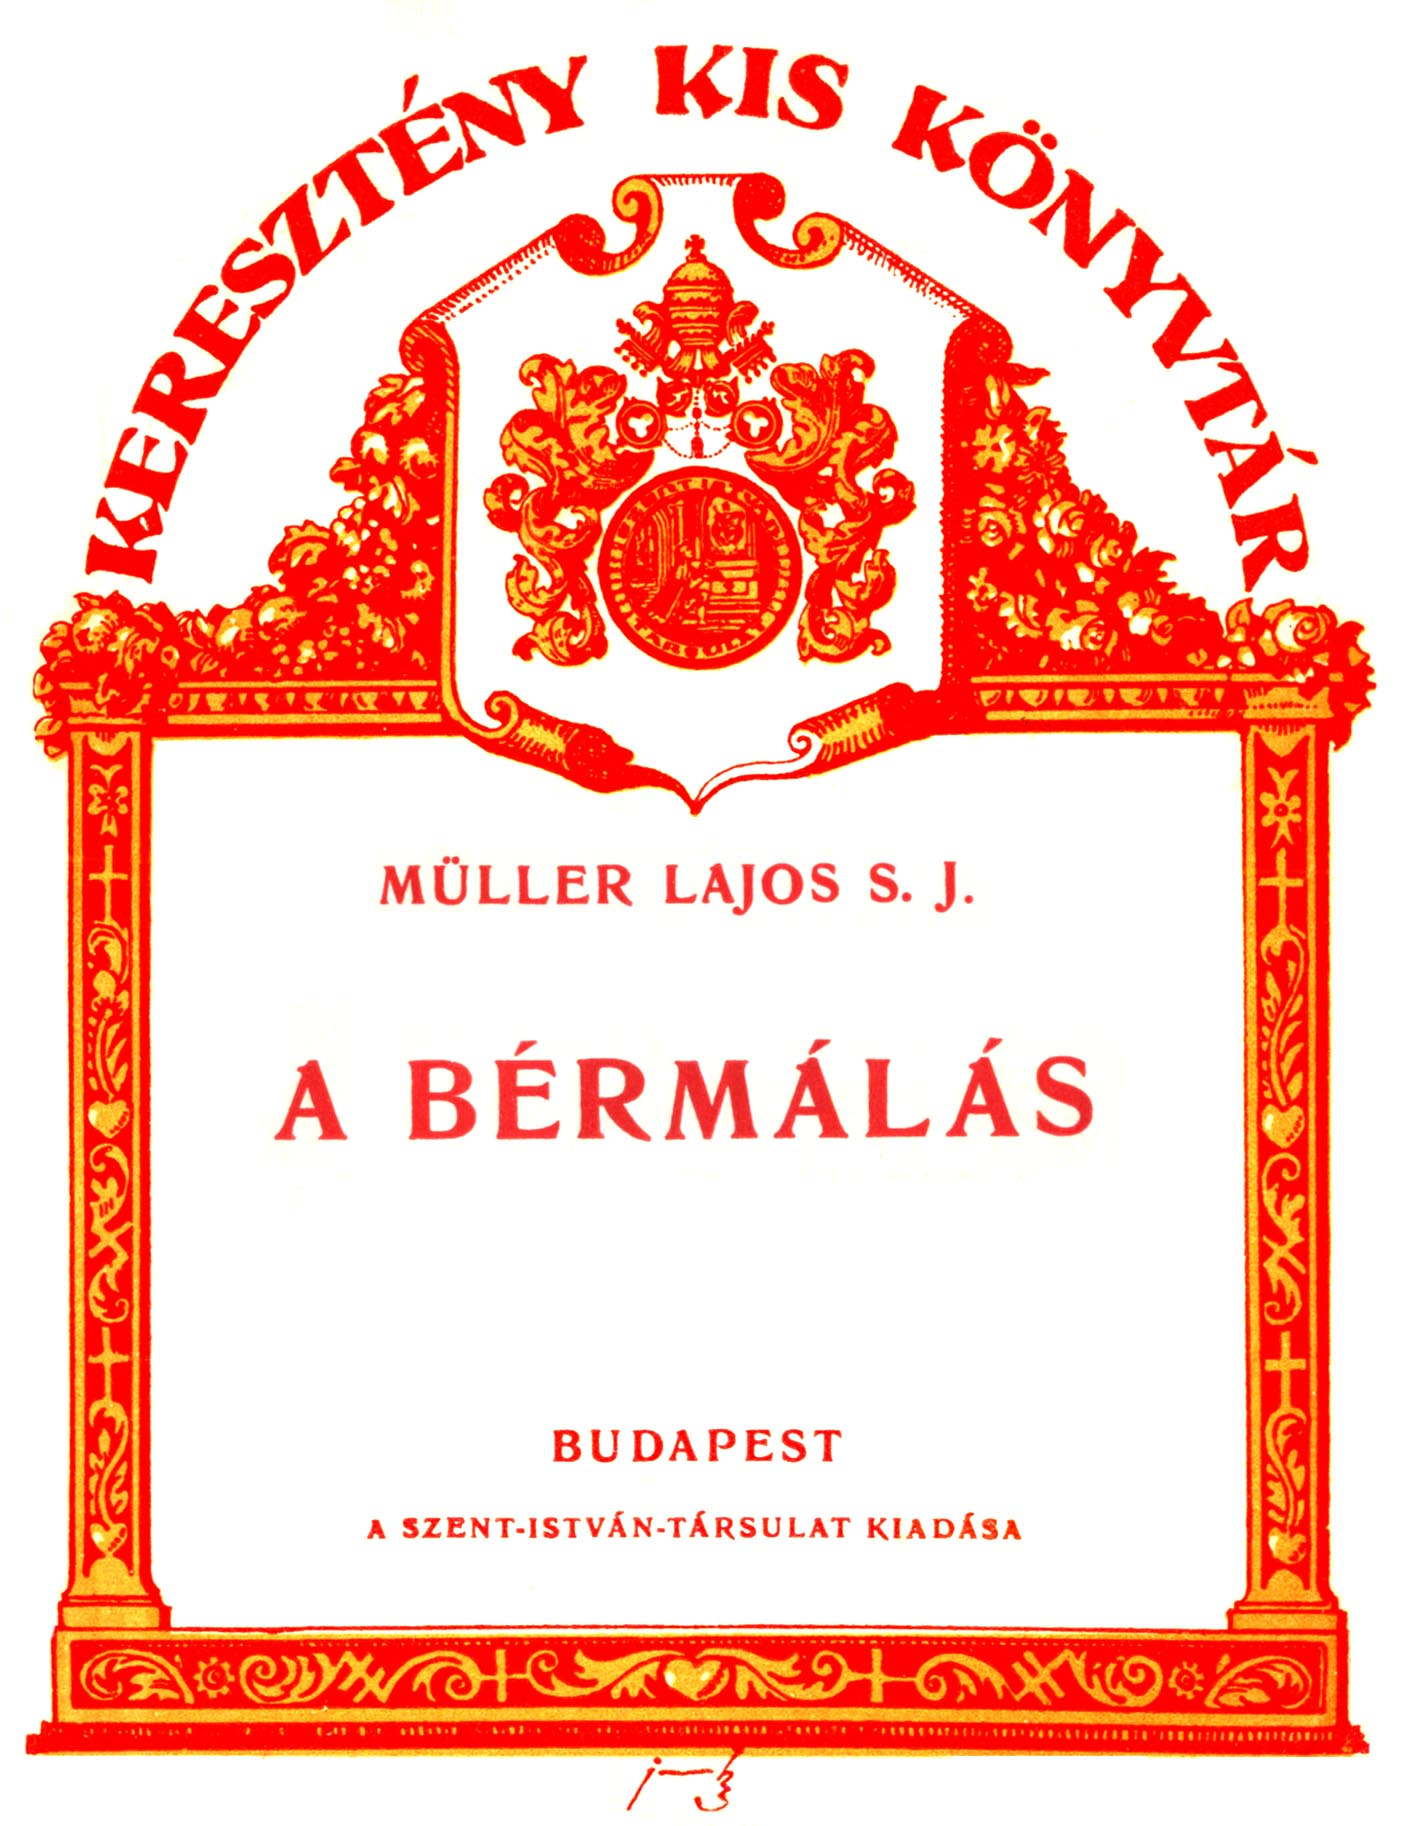 KERESZTÉNY KIS KÖNYVTÁR
MÜLLER LAJOS S. J.
A BÉRMÁLÁS
BUDAPEST
A SZENT-ISTVÁN-TÁRSULAT KIADÁSA